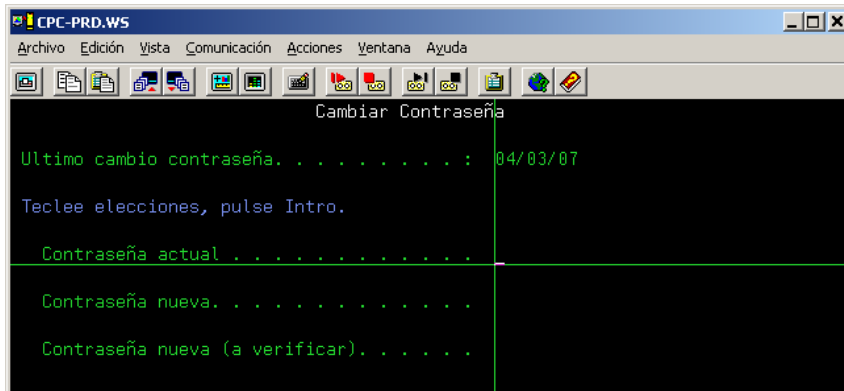 CPC-PRD.WS
Archivo Edición Vista Comunicación Acciones Ventana Ayuda
Cambiar Contraseña
Ultimo cambio contraseña. . . . . . . . . . : 04/03/07
Teclee elecciones, pulse Intro.
Contraseña actual . . . . . . . . . . . .
Contraseña nueva. . . . . . . . . . . . .
Contraseña nueva (a verificar). . . . . .